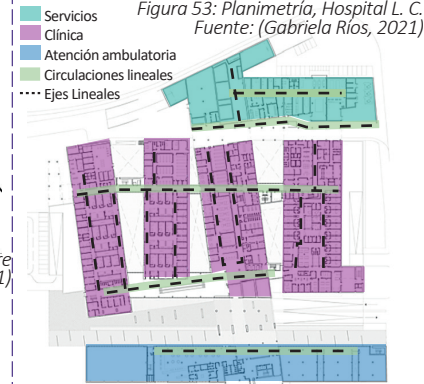 Figura 53: Planimetría, Hospital L. C.
Fuente: (Gabriela Ríos, 2021)
Servicios
Clínica
Atención ambulatoria
Circulaciones lineales
Ejes Lineales